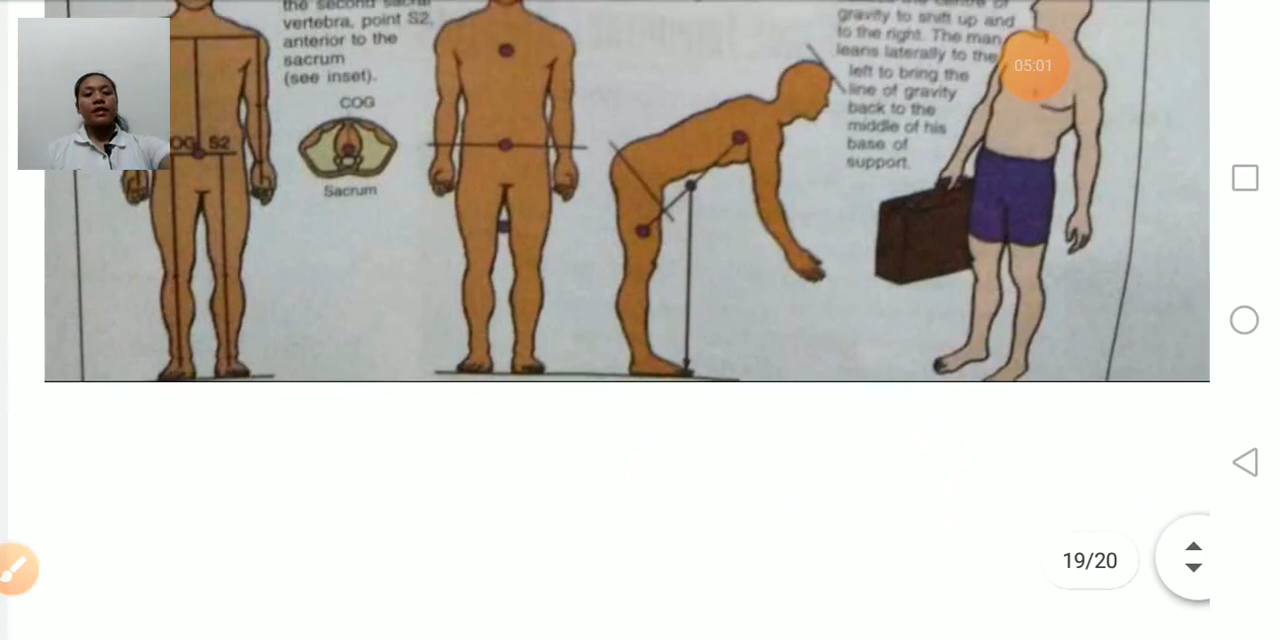 the second sacral
vertebra, point S2,
anterior to the
sacrum
(see inset).
COG
Sacrum
S2
gravity to shift up and
to the right. The man
leans laterally to the
left to bring the
line of gravity
back to the
middle of his
base of
support.
05:01
19/20